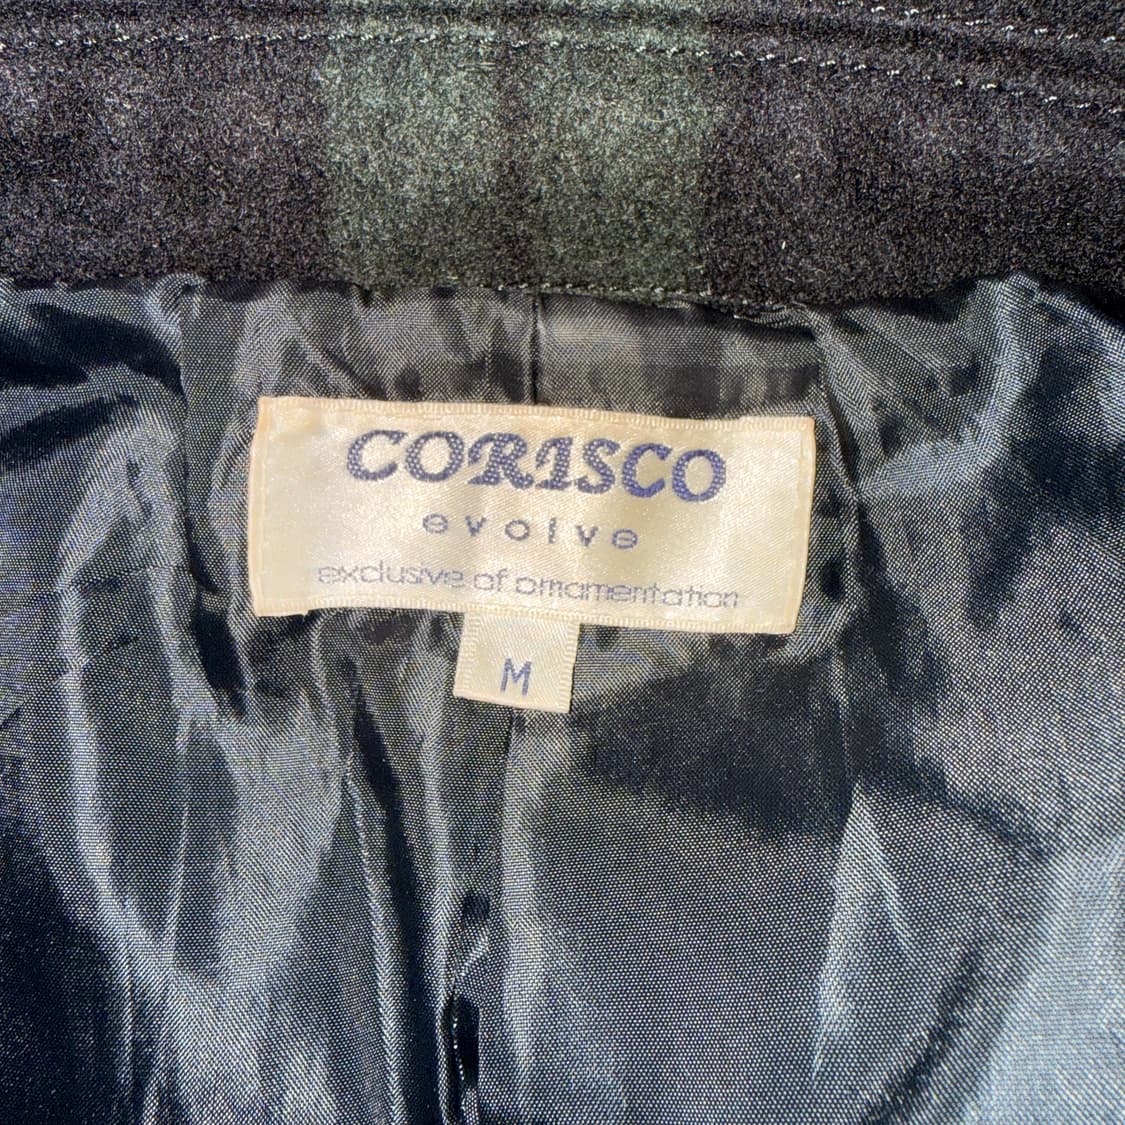 CORISCO
evolve
exclusive of ornamentation
M